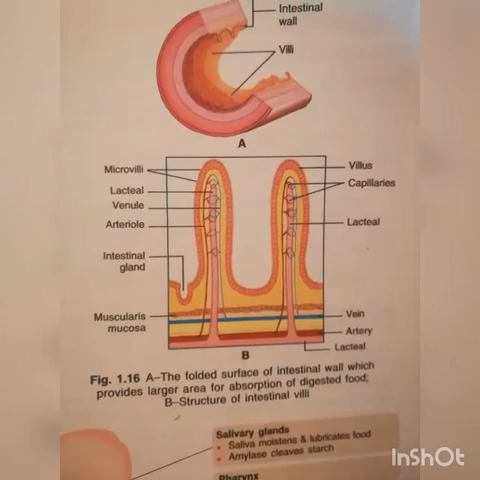 Intestinal
wall
Villi
A
Microvilli
Villus
Lacteal
Capillaries
Venule
Arteriole
Lacteal
Intestinal
gland
Muscularis
mucosa
Vein
Artery
Lacteal
B
Fig. 1.16 A–The folded surface of intestinal wall which
provides larger area for absorption of digested food;
B–Structure of intestinal villi
Salivary glands
• Saliva moistens & lubricates food
• Amylase cleaves starch
Pharynx
InShOt